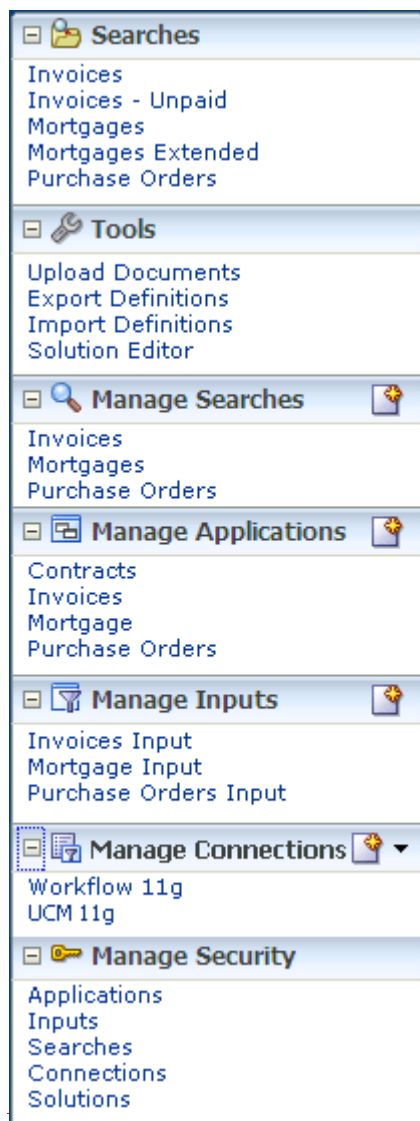 Searches
Invoices
Invoices - Unpaid
Mortgages
Mortgages Extended
Purchase Orders
Tools
Upload Documents
Export Definitions
Import Definitions
Solution Editor
Manage Searches
Invoices
Mortgages
Purchase Orders
Manage Applications
Contracts
Invoices
Mortgage
Purchase Orders
Manage Inputs
Invoices Input
Mortgage Input
Purchase Orders Input
Manage Connections
Workflow 11g
UCM 11g
Manage Security
Applications
Inputs
Searches
Connections
Solutions